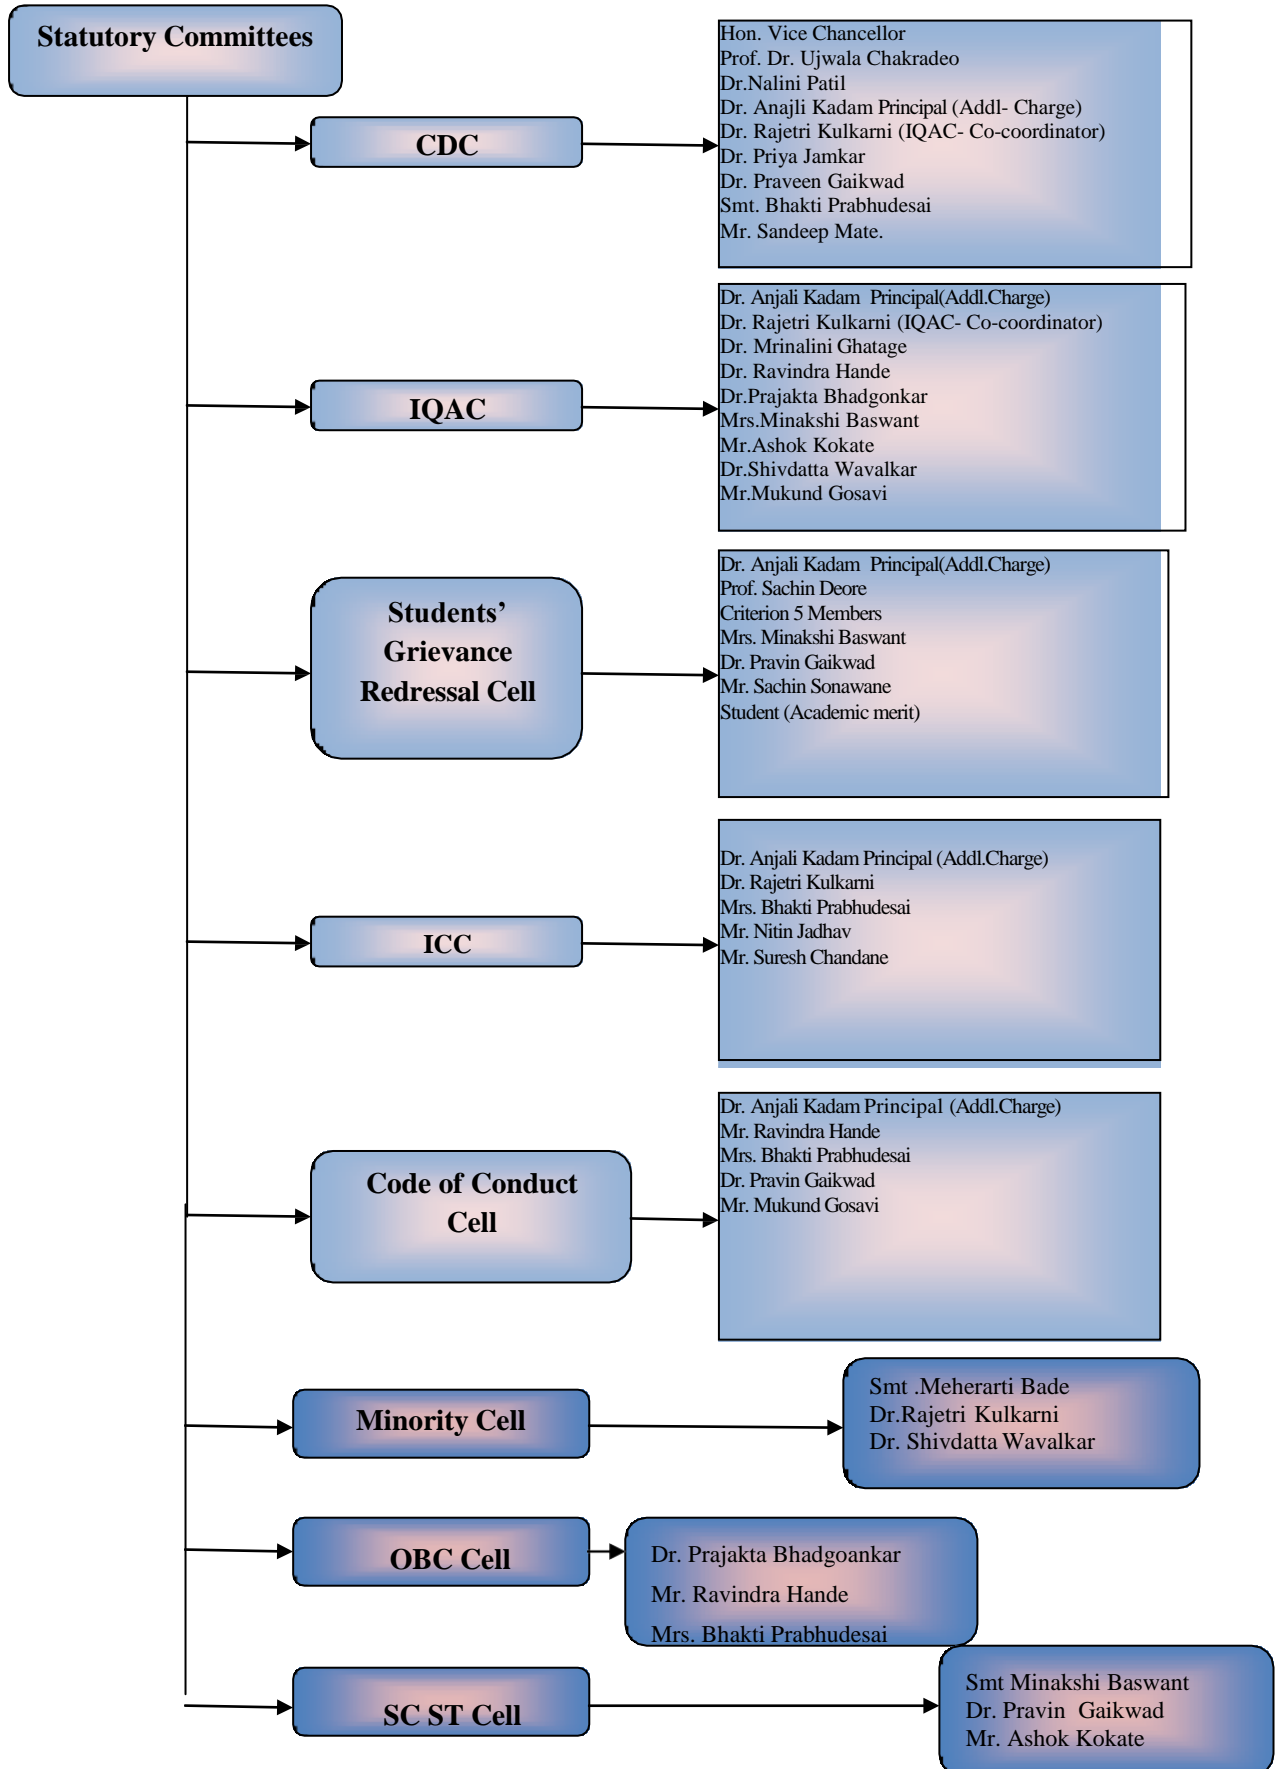 Statutory Committees
CDC
Hon. Vice Chancellor
Prof. Dr. Ujwala Chakradeo
Dr.Nalini Patil
Dr. Anajli Kadam Principal (Addl- Charge)
Dr. Rajetri Kulkarni (IQAC- Co-coordinator)
Dr. Priya Jamkar
Dr. Praveen Gaikwad
Smt. Bhakti Prabhudesai
Mr. Sandeep Mate.
IQAC
Dr. Anjali Kadam Principal(Addl.Charge)
Dr. Rajetri Kulkarni (IQAC- Co-coordinator)
Dr. Mrinalini Ghatage
Dr. Ravindra Hande
Dr.Prajakta Bhadgonkar
Mrs.Minakshi Baswant
Mr.Ashok Kokate
Dr.Shivdatta Wavalkar
Mr.Mukund Gosavi
Students’
Grievance
Redressal Cell
Dr. Anjali Kadam Principal(Addl.Charge)
Prof. Sachin Deore
Criterion 5 Members
Mrs. Minakshi Baswant
Dr. Pravin Gaikwad
Mr. Sachin Sonawane
Student (Academic merit)
ICC
Dr. Anjali Kadam Principal (Addl.Charge)
Dr. Rajetri Kulkarni
Mrs. Bhakti Prabhudesai
Mr. Nitin Jadhav
Mr. Suresh Chandane
Code of Conduct
Cell
Dr. Anjali Kadam Principal (Addl.Charge)
Mr. Ravindra Hande
Mrs. Bhakti Prabhudesai
Dr. Pravin Gaikwad
Mr. Mukund Gosavi
Minority Cell
Smt .Meherarti Bade
Dr.Rajetri Kulkarni
Dr. Shivdatta Wavalkar
OBC Cell
Dr. Prajakta Bhadgoankar
Mr. Ravindra Hande
Mrs. Bhakti Prabhudesai
SC ST Cell
Smt Minakshi Baswant
Dr. Pravin Gaikwad
Mr. Ashok Kokate